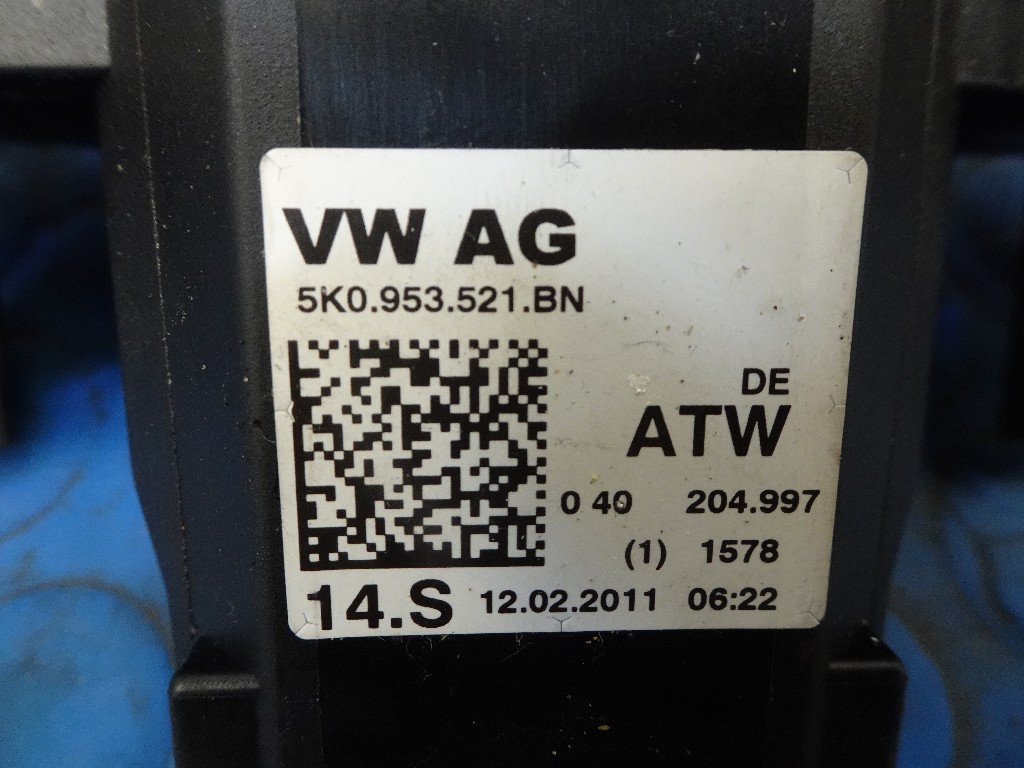 VW AG
5K0.953.521.BN
DE
ATW
0 40 204.997
(1) 1578
14.S 12.02.2011 06:22